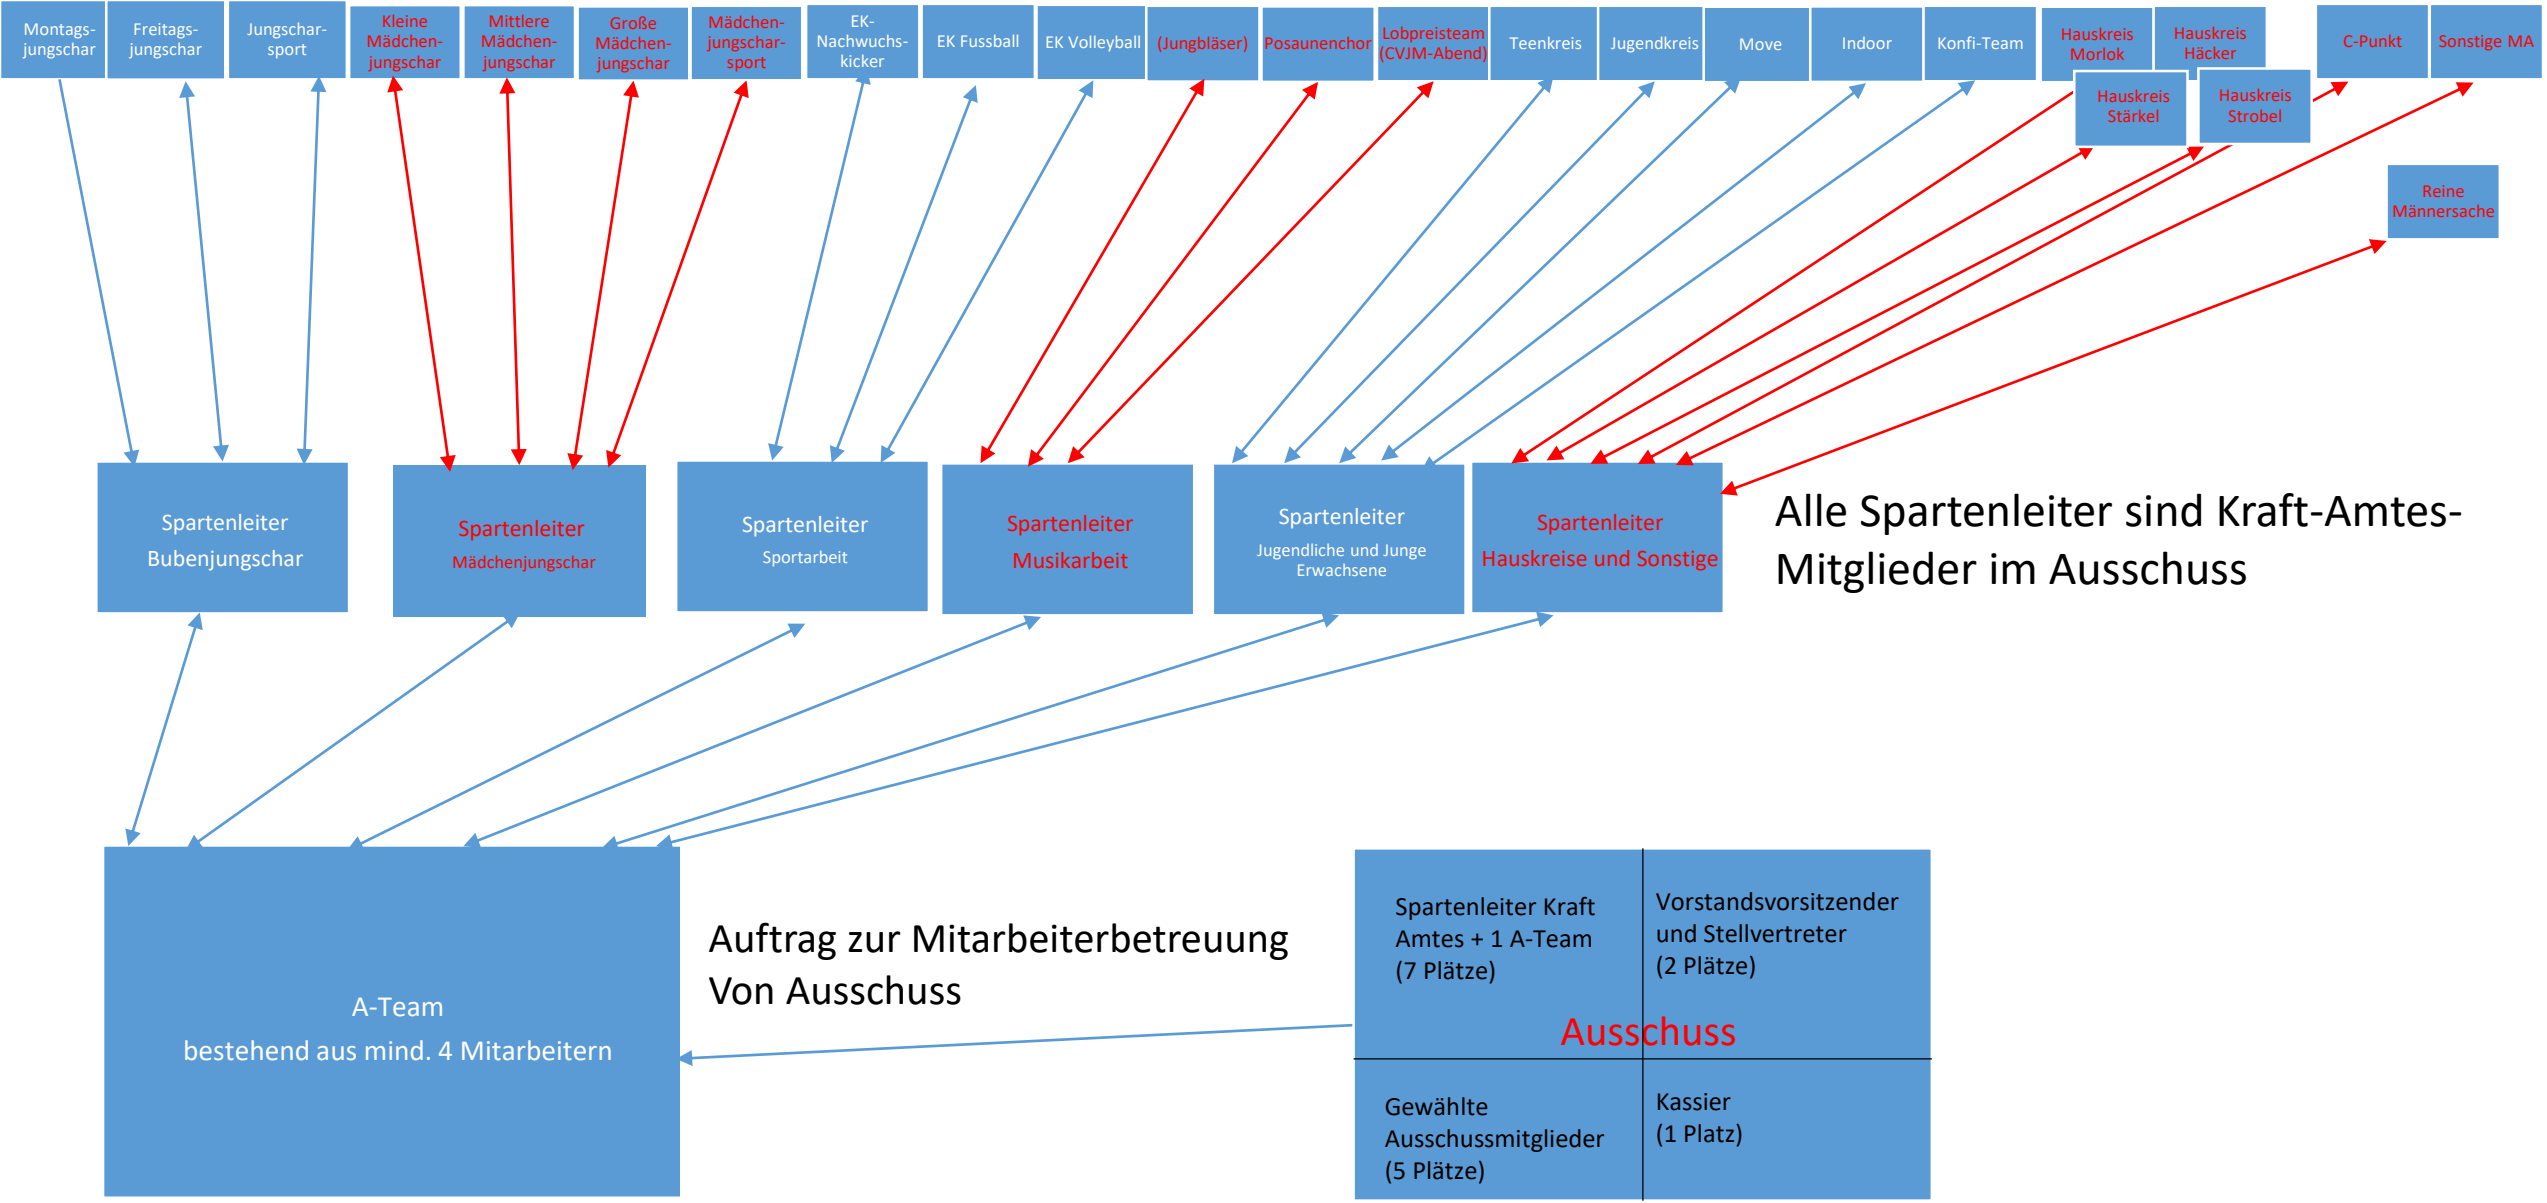 Montags-
jungschar
Freitags-
jungschar
Jungschar-
sport
Kleine
Mädchen-
jungschar
Mittlere
Mädchen-
jungschar
Große
Mädchen-
jungschar
Mädchen-
jungschar-
sport
EK-
Nachwuchs-
kicker
EK Fussball
EK Volleyball
(Jungbläser)
Posaunenchor
Lobpreisteam
(CVJM-Abend)
Teenkreis
Jugendkreis
Move
Indoor
Konfi-Team
Hauskreis
Morlok
Hauskreis
Häcker
C-Punkt
Sonstige MA
Hauskreis
Stärkel
Hauskreis
Strobel
Reine
Männersache
Spartenleiter
Bubenjungschar
Spartenleiter
Mädchenjungschar
Spartenleiter
Sportarbeit
Spartenleiter
Musikarbeit
Spartenleiter
Jugendliche und Junge
Erwachsene
Spartenleiter
Hauskreise und Sonstige
Alle Spartenleiter sind Kraft-Amtes-
Mitglieder im Ausschuss
A-Team
bestehend aus mind. 4 Mitarbeitern
Auftrag zur Mitarbeiterbetreuung
Von Ausschuss
Spartenleiter Kraft
Amtes + 1 A-Team
(7 Plätze)
Vorstandsvorsitzender
und Stellvertreter
(2 Plätze)
Ausschuss
Gewählte
Ausschussmitglieder
(5 Plätze)
Kassier
(1 Platz)